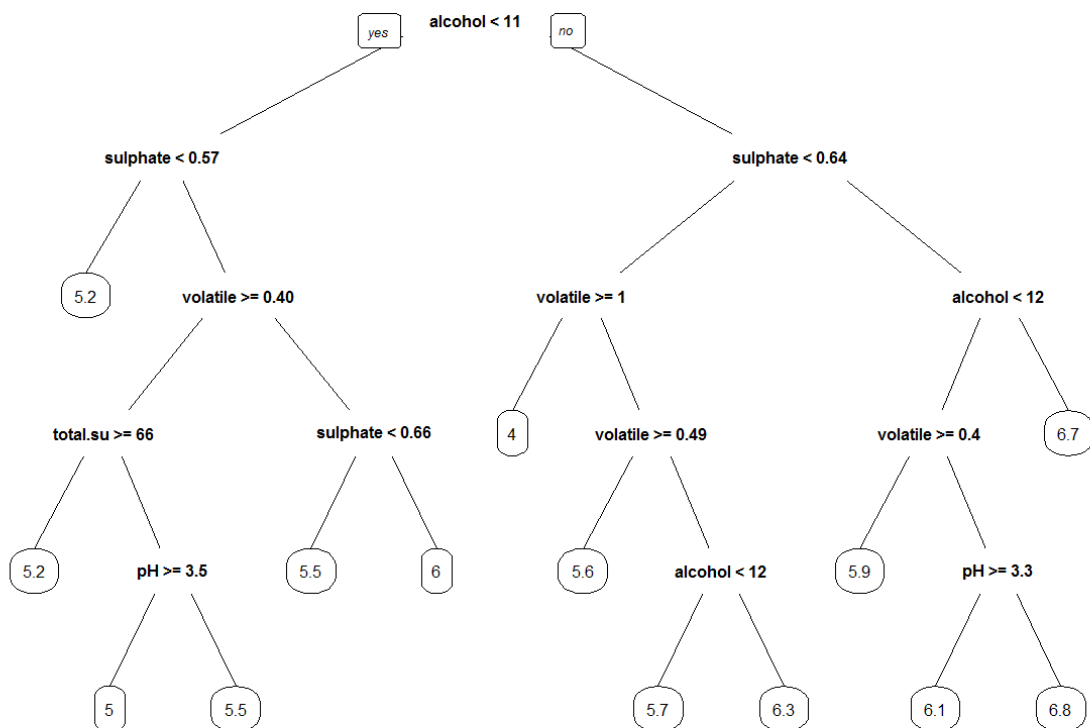 alcohol < 11
yes
no
sulphate < 0.57
sulphate < 0.64
5.2
volatile >= 0.40
volatile >= 1
alcohol < 12
total.su >= 66
sulphate < 0.66
4
volatile >= 0.49
volatile >= 0.4
6.7
5.2
pH >= 3.5
5.5
6
5.6
alcohol < 12
5.9
pH >= 3.3
5
5.5
5.7
6.3
6.1
6.8